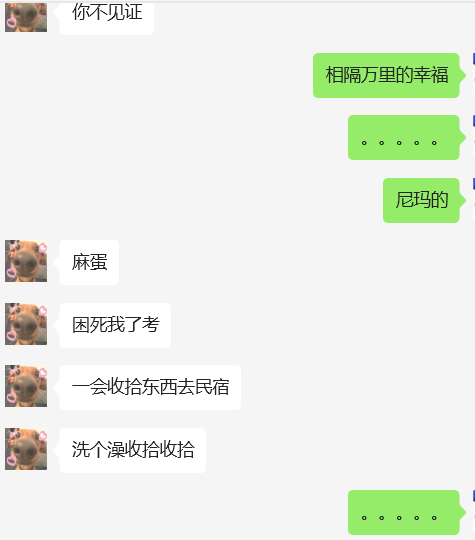 你不见证
相隔万里的幸福
。。。。。
尼玛的
麻蛋
困死我了考
一会收拾东西去民宿
洗个澡收拾收拾
。。。。。